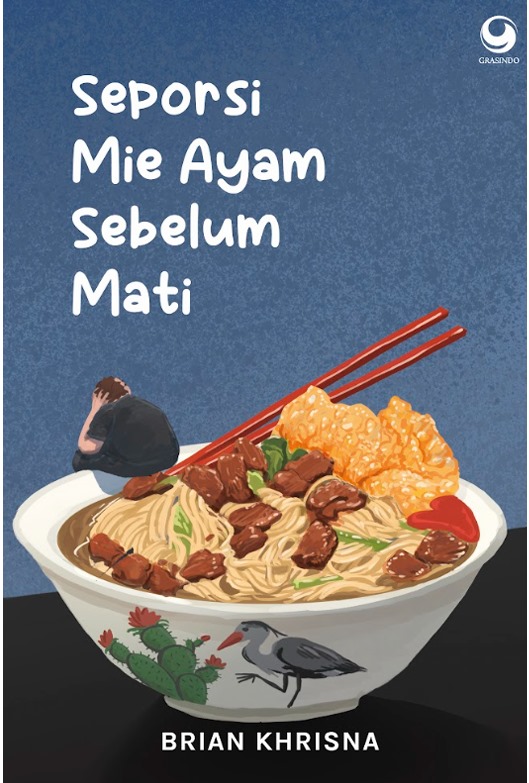 GRASINDO
Seporsi
Mie Ayam
Sebelum
Mati
BRIAN KHRISNA